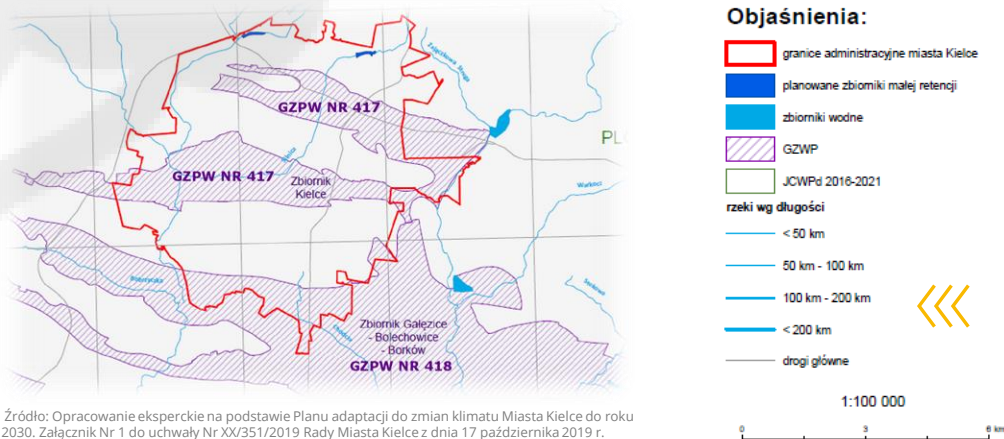 GZPW NR 417
GZPW NR 417
Zbiornik
Kielce
Zbiornik Gałęzice
- Bolechowice
- Borków
GZPW NR 418
Bobrzyczka
Warkocz
Źródło: Opracowanie eksperckie na podstawie Planu adaptacji do zmian klimatu Miasta Kielce do roku
2030. Załącznik Nr 1 do uchwały Nr XX/351/2019 Rady Miasta Kielce z dnia 17 października 2019 r.
Objaśnienia:
granice administracyjne miasta Kielce
planowane zbiorniki małej retencji
zbiorniki wodne
GZWP
JCWPd 2016-2021
rzeki wg długości
< 50 km
50 km - 100 km
100 km - 200 km
< 200 km
drogi główne
1:100 000
0 3 6 km